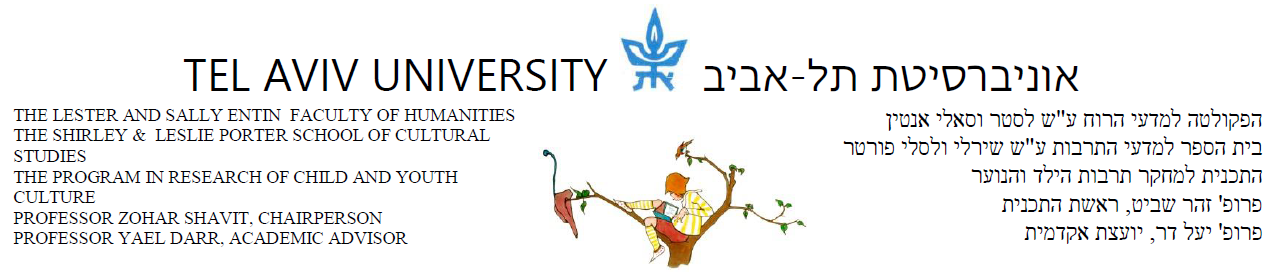 TEL AVIV UNIVERSITY אוניברסיטת תל-אביב
THE LESTER AND SALLY ENTIN FACULTY OF HUMANITIES
THE SHIRLEY & LESLIE PORTER SCHOOL OF CULTURAL
STUDIES
THE PROGRAM IN RESEARCH OF CHILD AND YOUTH
CULTURE
PROFESSOR ZOHAR SHAVIT, CHAIRPERSON
PROFESSOR YAEL DARR, ACADEMIC ADVISOR
הפקולטה למדעי הרוח ע"ש לסטר וסאלי אנטין
בית הספר למדעי התרבות ע"ש שירלי ולסלי פורטר
התכנית למחקר תרבות הילד והנוער
פרופ' זהר שביט, ראשת התכנית
פרופ' יעל דר, יועצת אקדמית